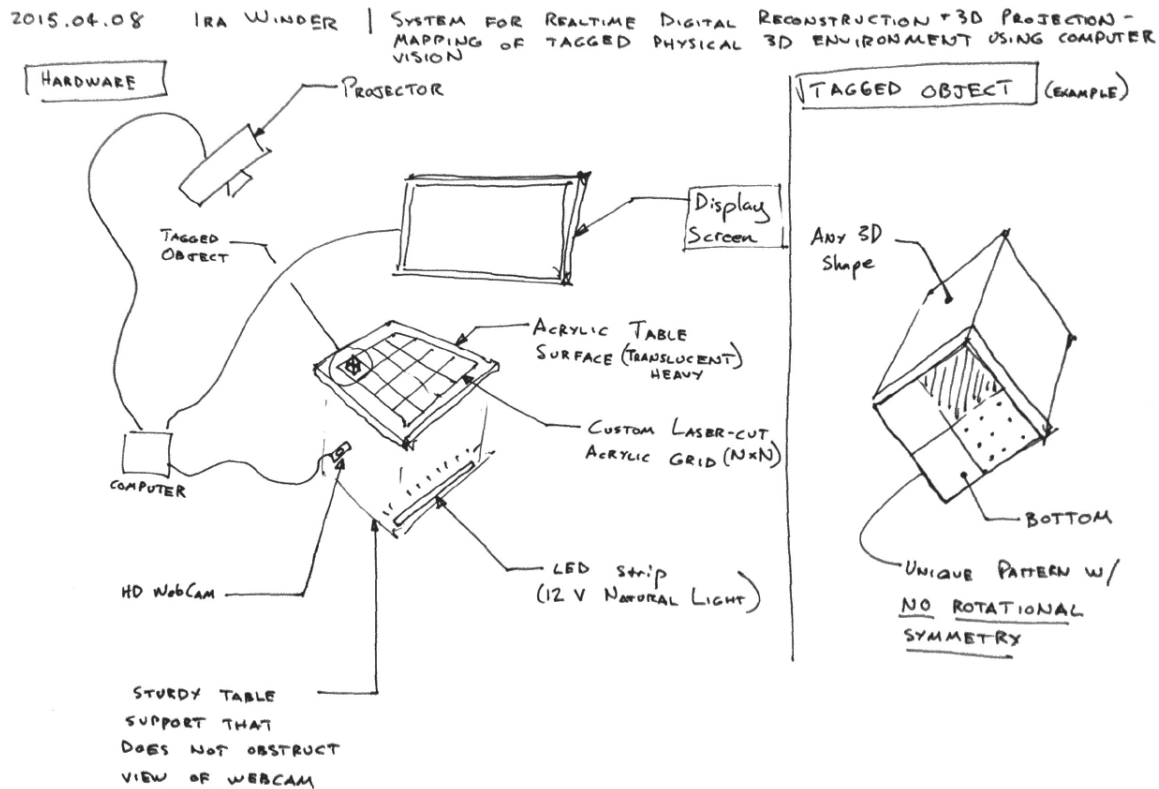 2015.04.08 IRA WINDER | SYSTEM FOR REALTIME DIGITAL RECONSTRUCTION + 3D PROJECTION-
MAPPING OF TAGGED PHYSICAL 3D ENVIRONMENT USING COMPUTER
VISION
HARDWARE
PROJECTOR
TAGGED
OBJECT
Display
Screen
ACRYLIC TABLE
SURFACE (TRANSLUCENT)
HEAVY
CUSTOM LASER-CUT
ACRYLIC GRID (N×N)
COMPUTER
HD WebCam
LED Strip
(12 V NATURAL LIGHT)
STURDY TABLE
SUPPORT THAT
DOES NOT OBSTRUCT
VIEW OF WEBCAM
TAGGED OBJECT (EXAMPLE)
ANY 3D
Shape
BOTTOM
UNIQUE PATTERN W/
NO ROTATIONAL
SYMMETRY